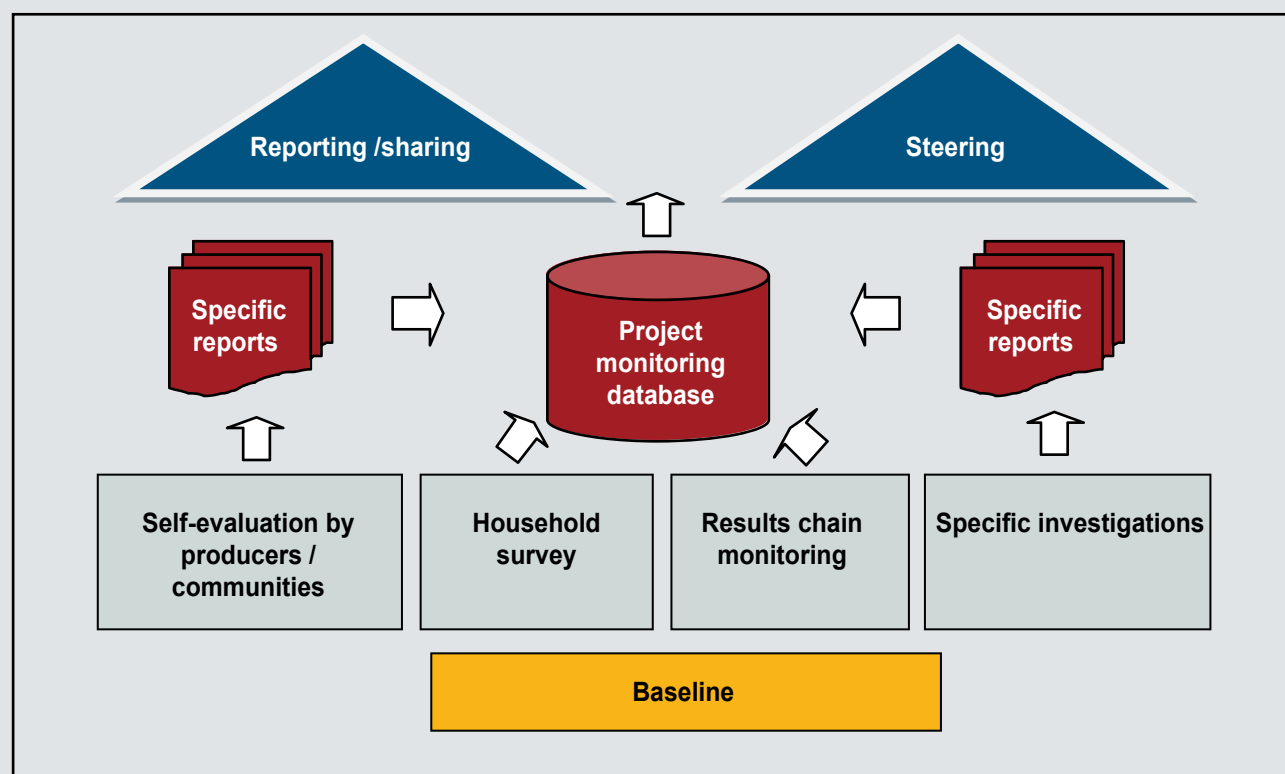 Reporting /sharing
Steering
Specific
reports
Project
monitoring
database
Specific
reports
Self-evaluation by
producers /
communities
Household
survey
Results chain
monitoring
Specific investigations
Baseline